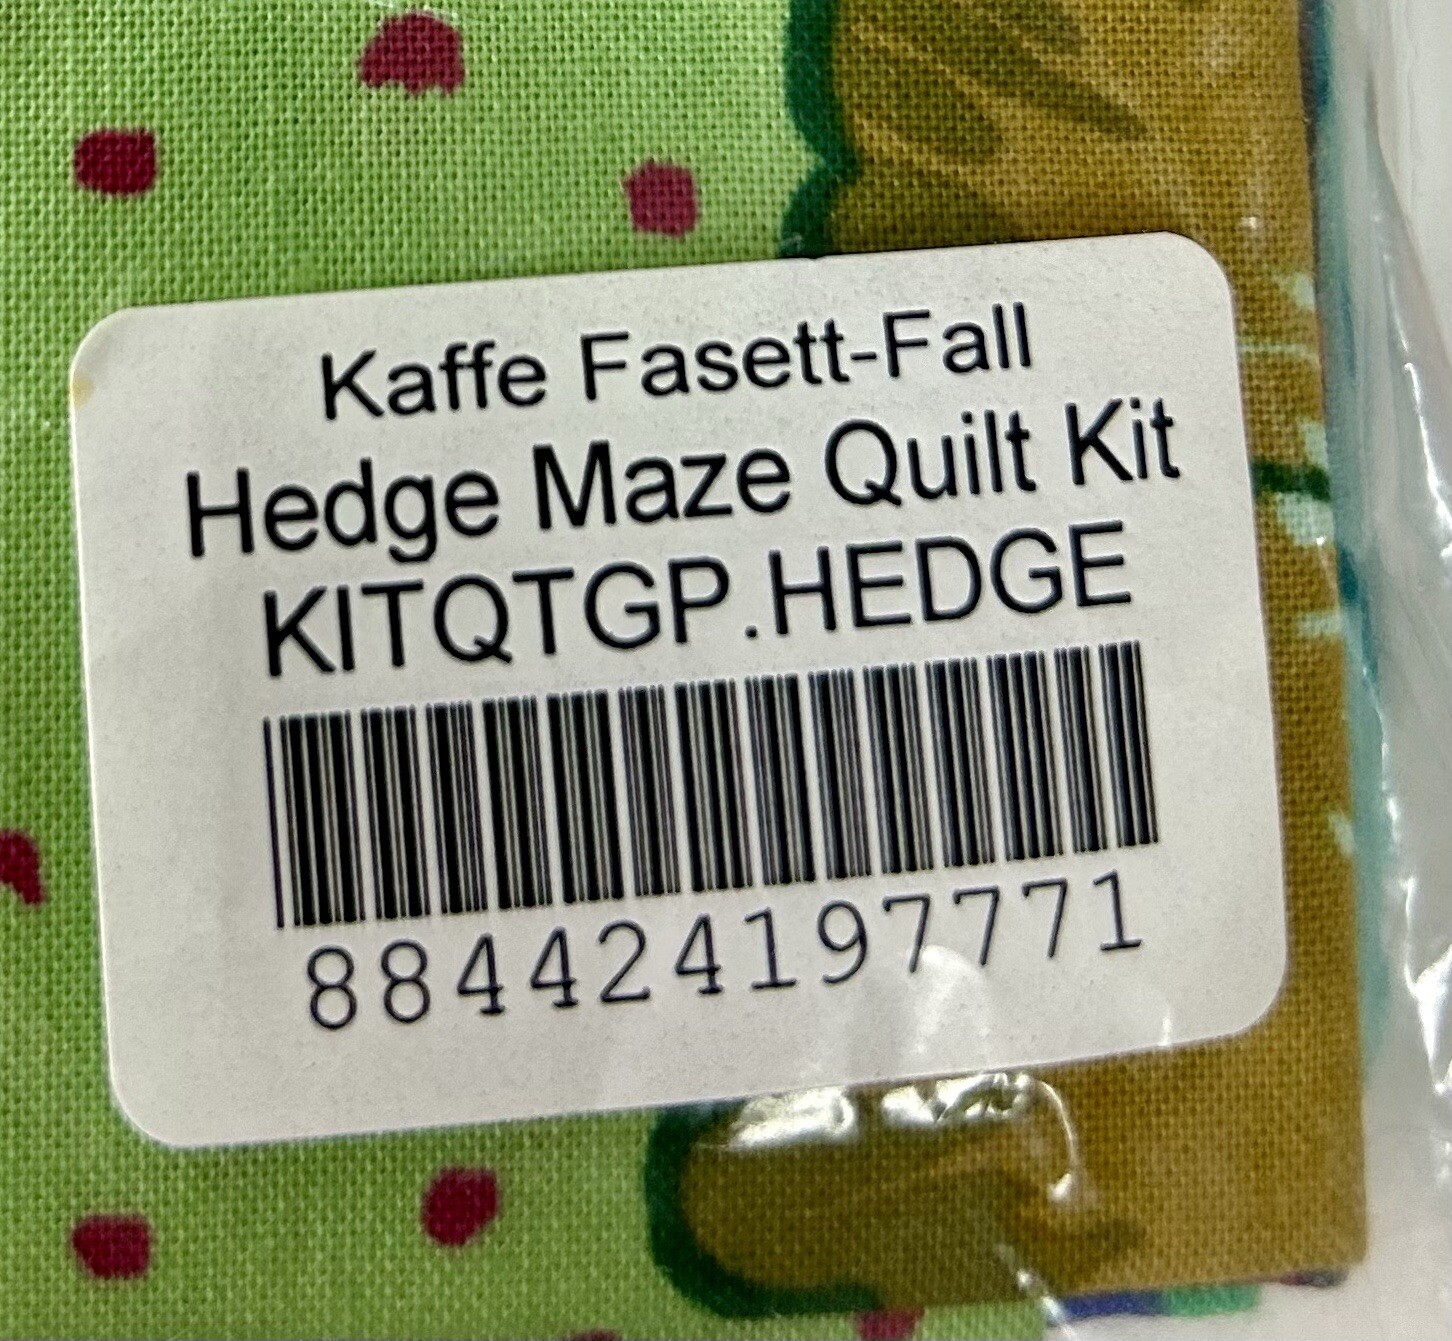 Kaffe Fasett-Fall
Hedge Maze Quilt Kit
KITQTGP.HEDGE
884424197771